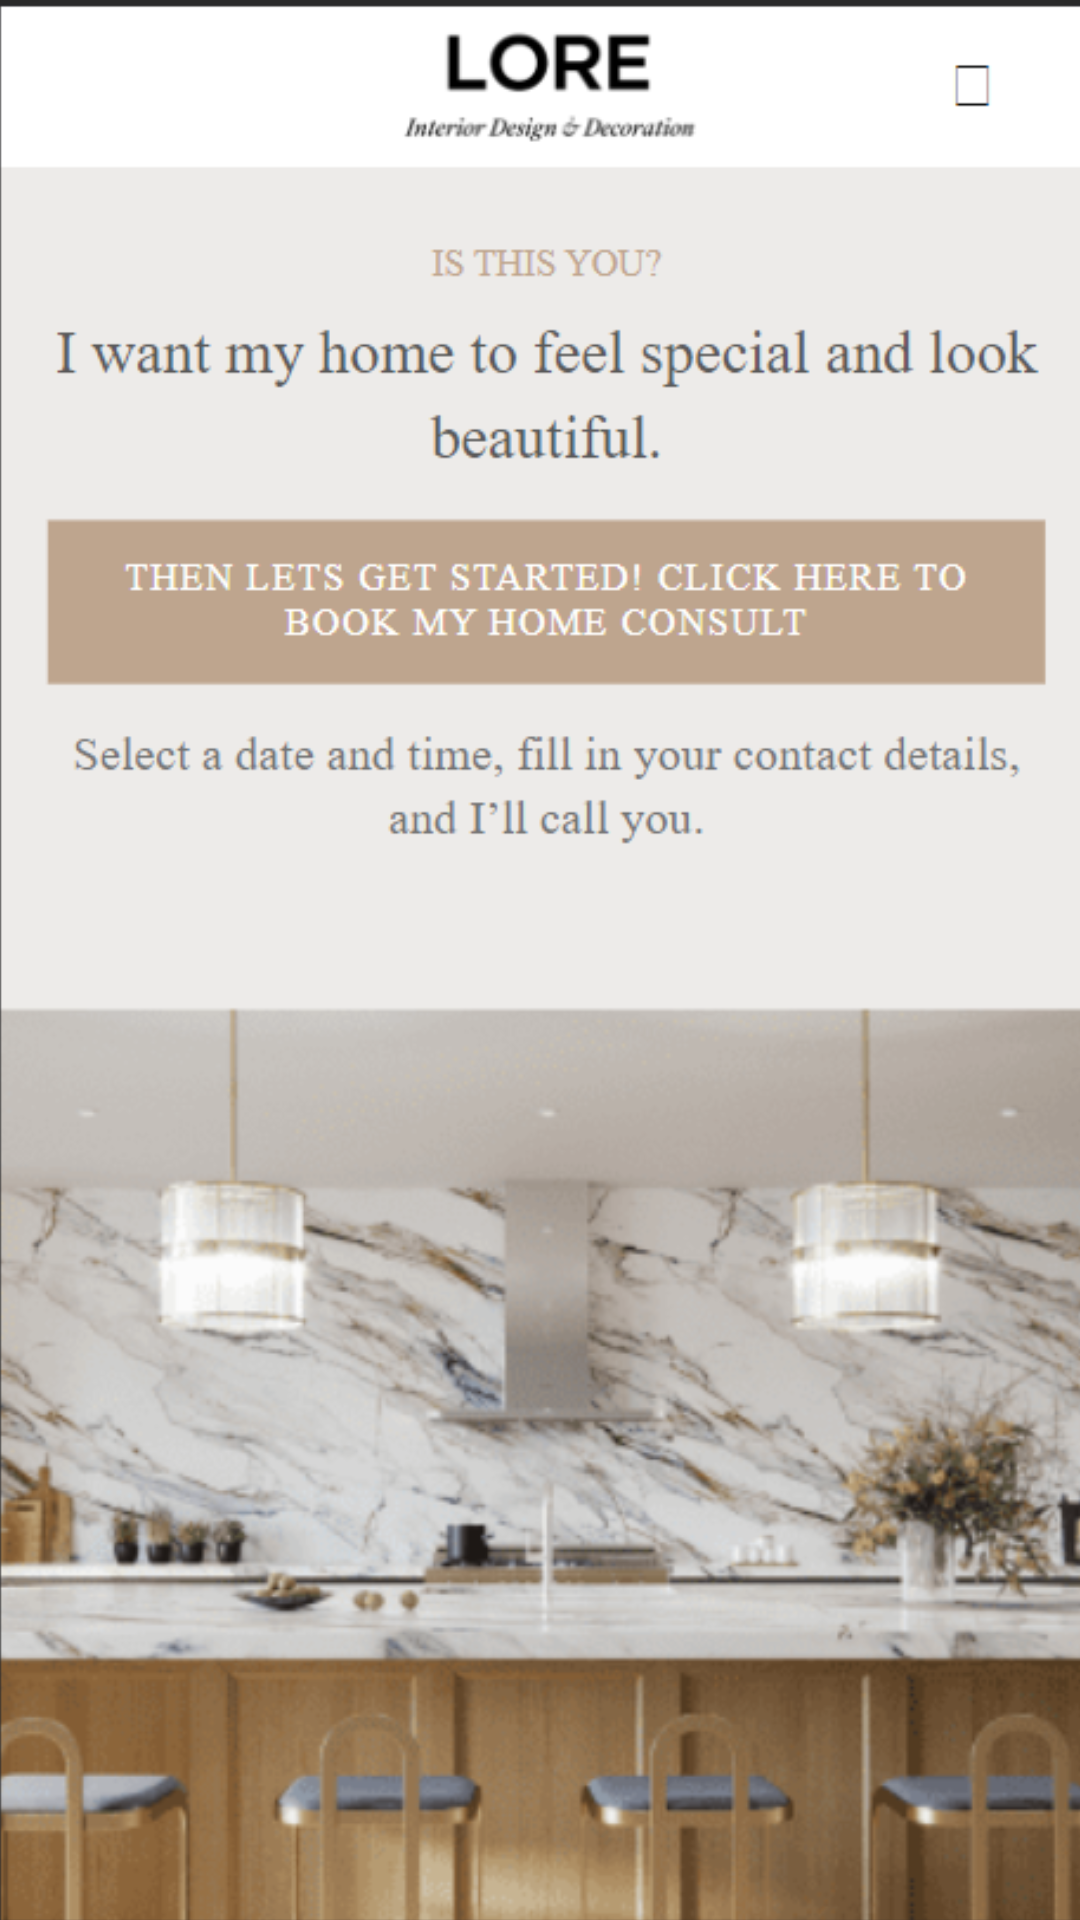 LORE
Interior Design & Decoration
IS THIS YOU?
I want my home to feel special and look
beautiful.
THEN LETS GET STARTED! CLICK HERE TO
BOOK MY HOME CONSULT
Select a date and time, fill in your contact details,
and I’ll call you.